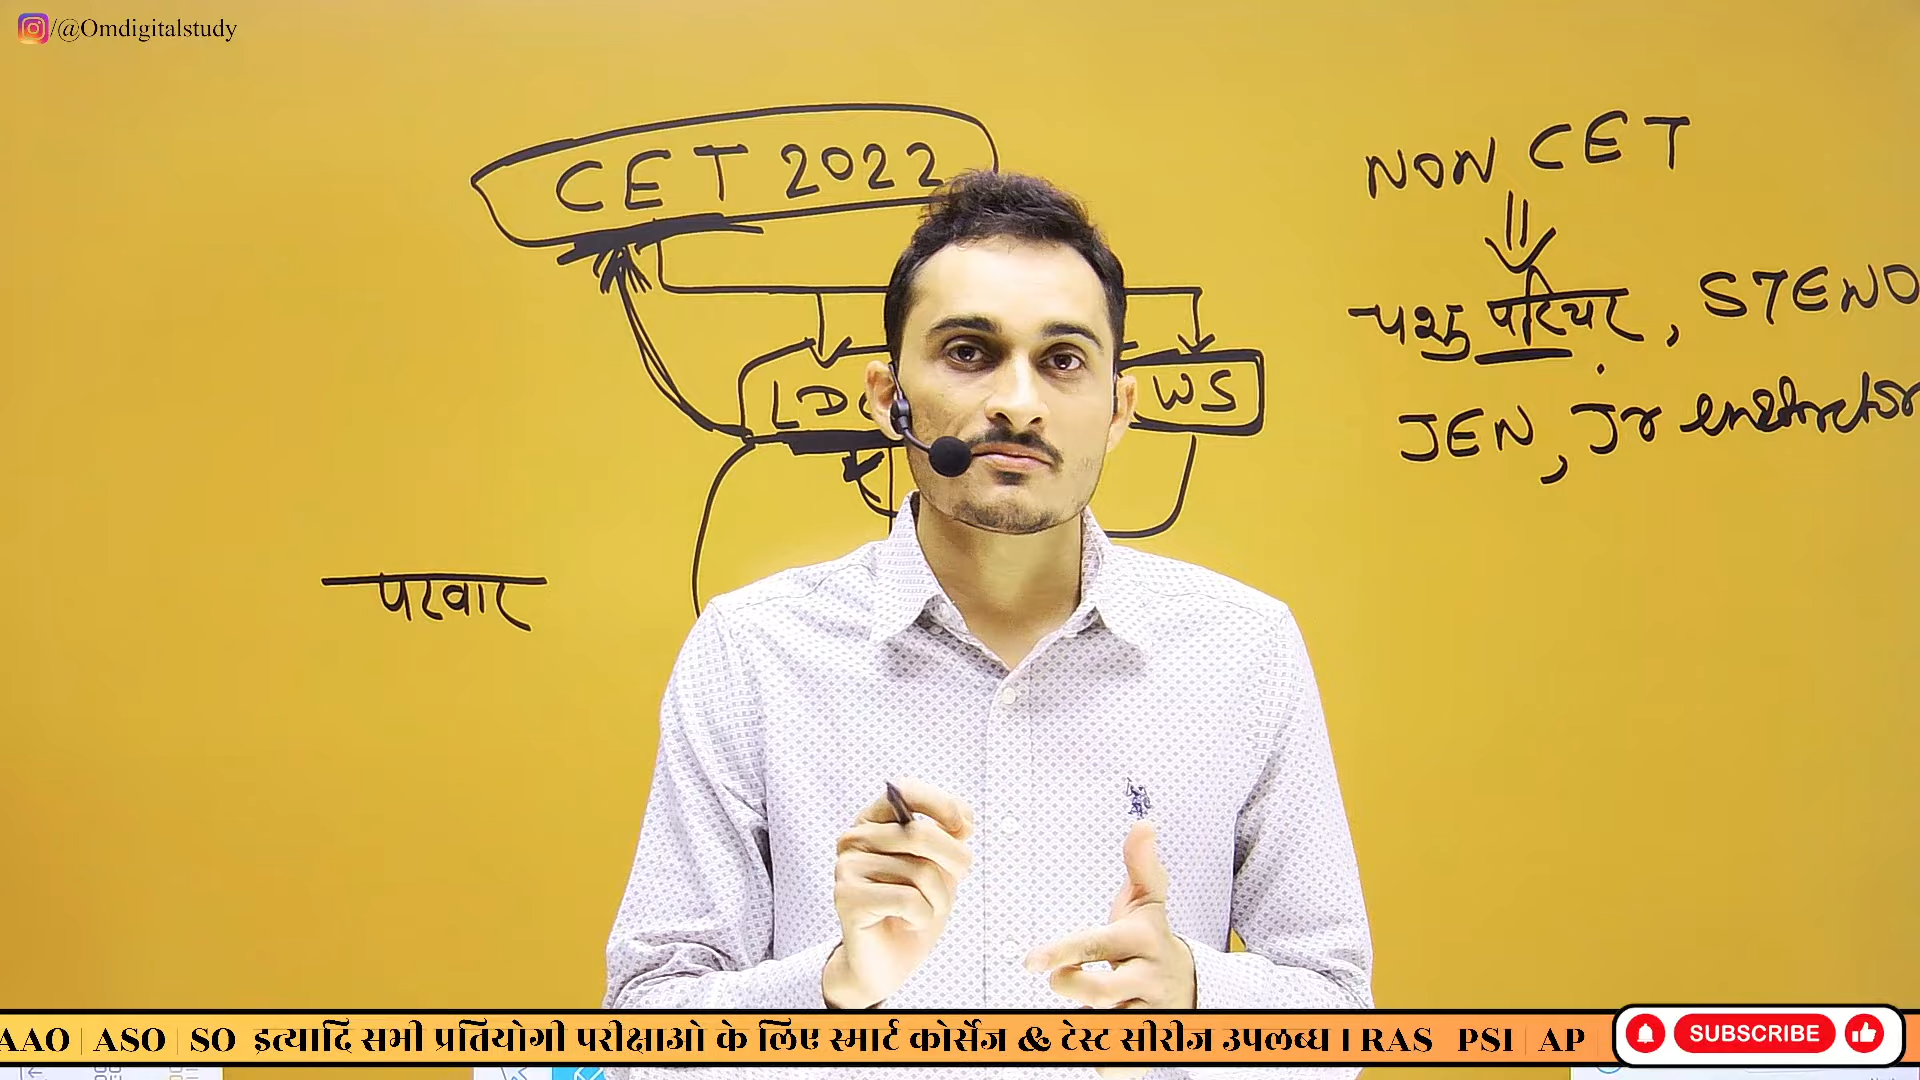 /@Omdigitalstudy
CET 2022
NON CET
पशु परिचर, STENO
LDC
WS
JEN, Jr instructor
परवार
AAO | ASO | SO इत्यादि सभी प्रतियोगी परीक्षाओ के लिए स्मार्ट कोर्सेज & टेस्ट सीरीज उपलब्ध । RAS PSI | AP
SUBSCRIBE